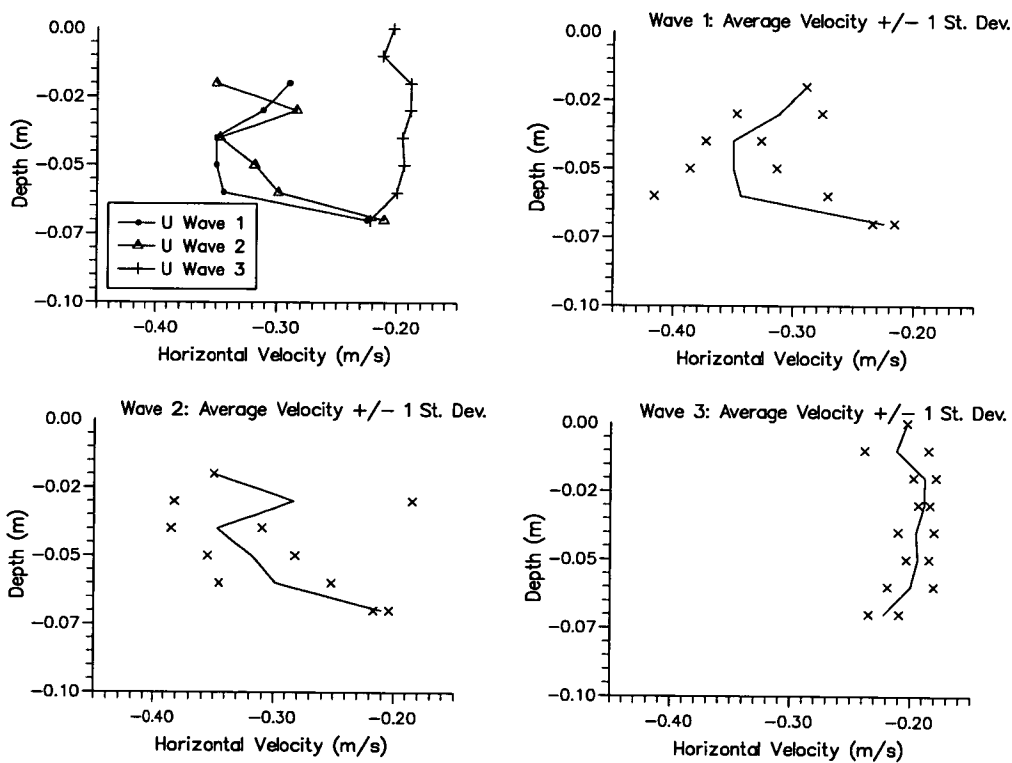 0.00
−0.02
−0.05
−0.07
−0.10
Depth (m)
U Wave 1
U Wave 2
U Wave 3
−0.40
−0.30
−0.20
Horizontal Velocity (m/s)
Wave 1: Average Velocity +/− 1 St. Dev.
0.00
−0.02
−0.05
−0.07
−0.10
Depth (m)
−0.40
−0.30
−0.20
Horizontal Velocity (m/s)
Wave 2: Average Velocity +/− 1 St. Dev.
0.00
−0.02
−0.05
−0.07
−0.10
Depth (m)
−0.40
−0.30
−0.20
Horizontal Velocity (m/s)
Wave 3: Average Velocity +/− 1 St. Dev.
0.00
−0.02
−0.05
−0.07
−0.10
Depth (m)
−0.40
−0.30
−0.20
Horizontal Velocity (m/s)